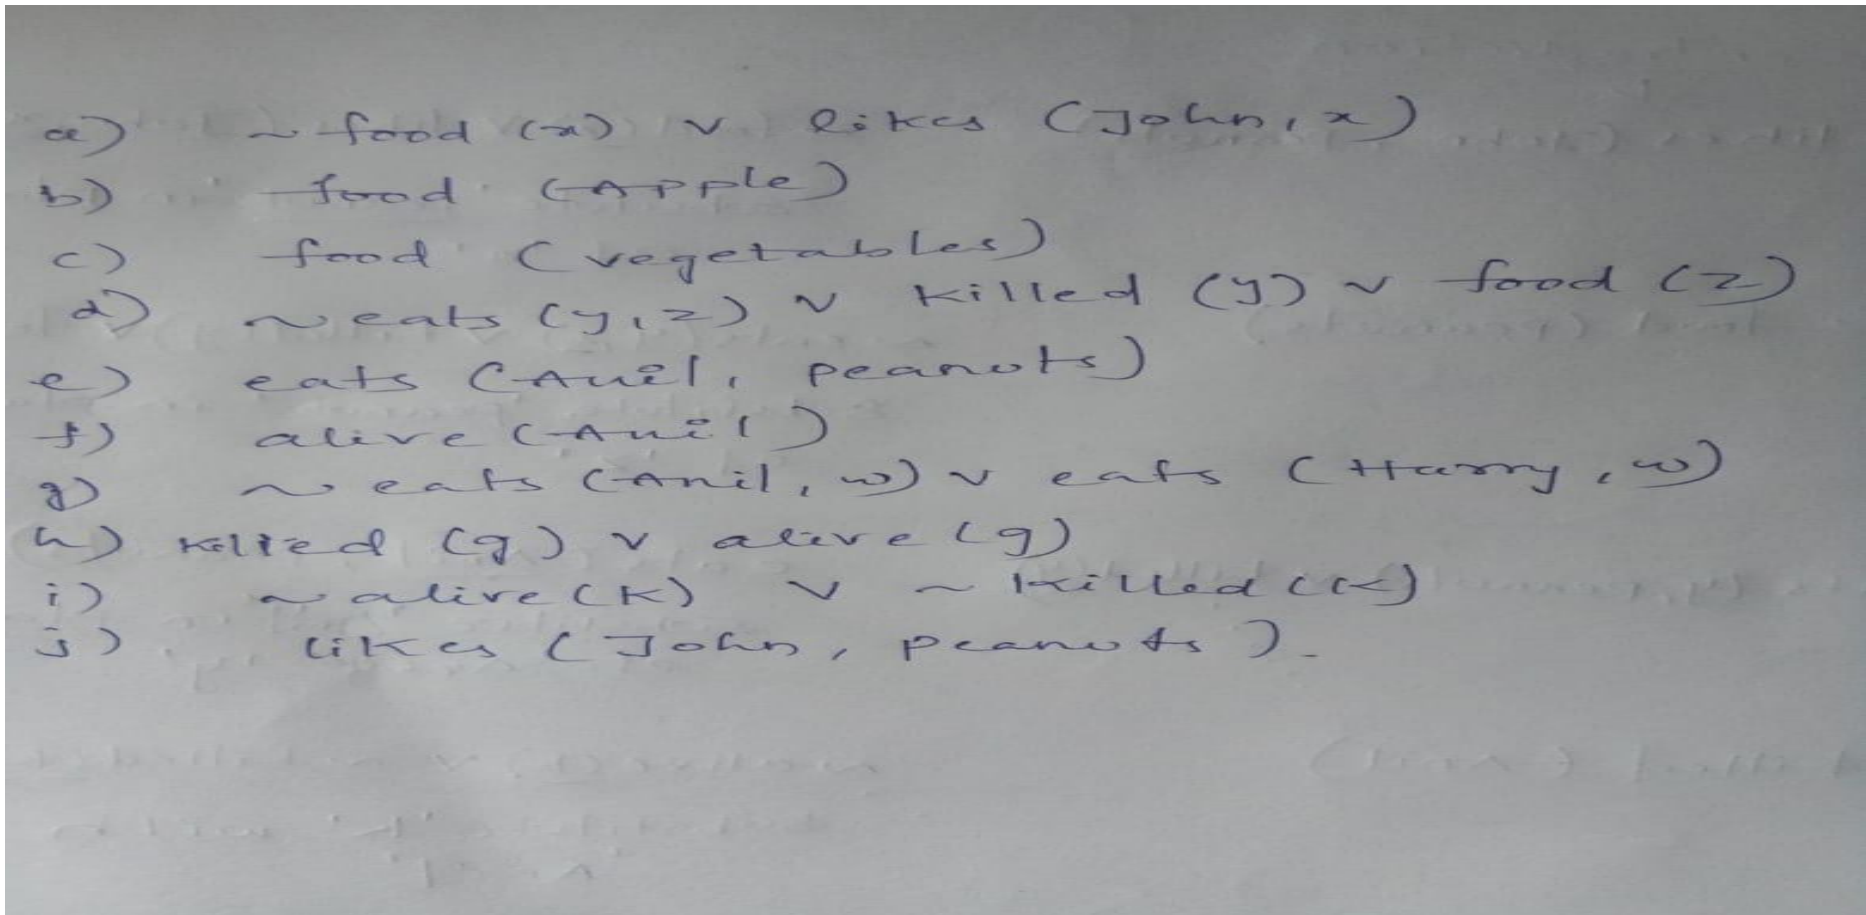 a) ~ food (x) v likes (John, x)
b) food (Apple)
c) food (vegetables)
d) ~ eats (y, z) v killed (y) v food (z)
e) eats (Anil, peanuts)
f) alive (Anil)
g) ~ eats (Anil, w) v eats (Harry, w)
h) killed (g) v alive (g)
i) ~ alive (k) v ~ killed (k)
j) likes (John, peanuts).